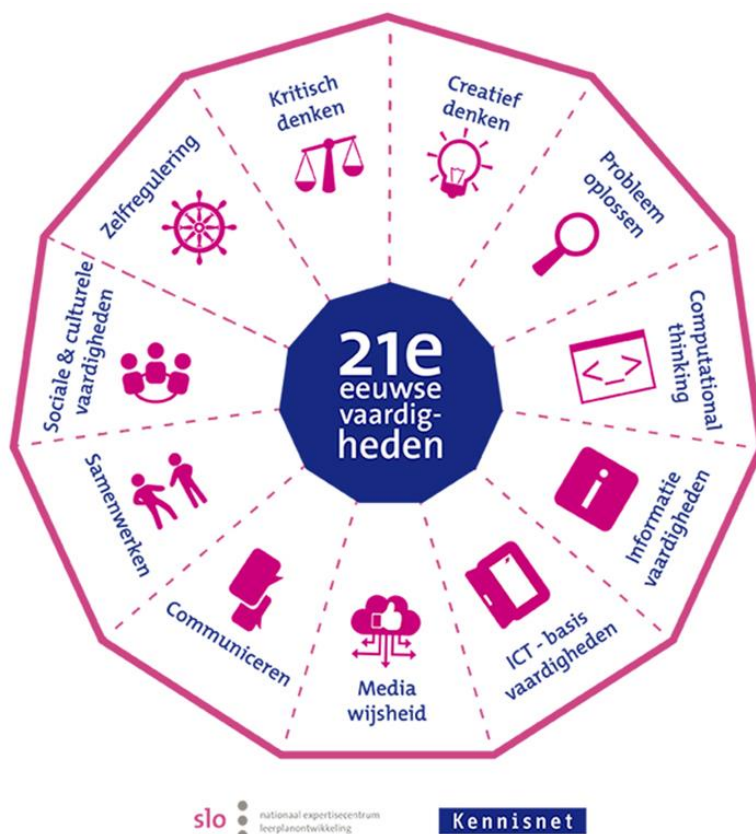 21e
eeuwse
vaardig-
heden
Kritisch
denken
Creatief
denken
Probleem
oplossen
Computational
thinking
<_>
Informatie
vaardigheden
i
ICT - basis
vaardigheden
Media
wijsheid
Communiceren
Samenwerken
Sociale & culturele
vaardigheden
Zelfregulering
slo
nationaal expertisecentrum
leerplanontwikkeling
Kennisnet